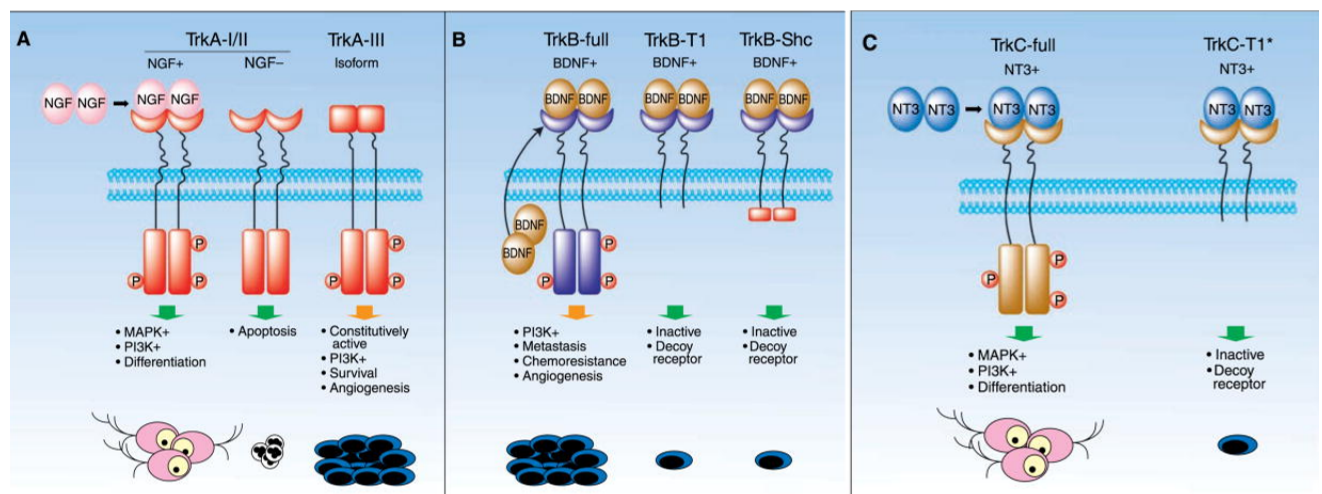 A
TrkA-I/II
NGF+
NGF–
TrkA-III
Isoform
NGF NGF
NGF NGF
P
P
P
P
P
P
• MAPK+
• PI3K+
• Differentiation
• Apoptosis
• Constitutively
active
• PI3K+
• Survival
• Angiogenesis
B
TrkB-full
BDNF+
TrkB-T1
BDNF+
TrkB-Shc
BDNF+
BDNF BDNF
BDNF BDNF
BDNF BDNF
BDNF
BDNF
P
P
P
• PI3K+
• Metastasis
• Chemoresistance
• Angiogenesis
• Inactive
• Decoy
receptor
• Inactive
• Decoy
receptor
C
TrkC-full
NT3+
TrkC-T1*
NT3+
NT3 NT3
NT3 NT3
NT3 NT3
P
P
P
• MAPK+
• PI3K+
• Differentiation
• Inactive
• Decoy
receptor